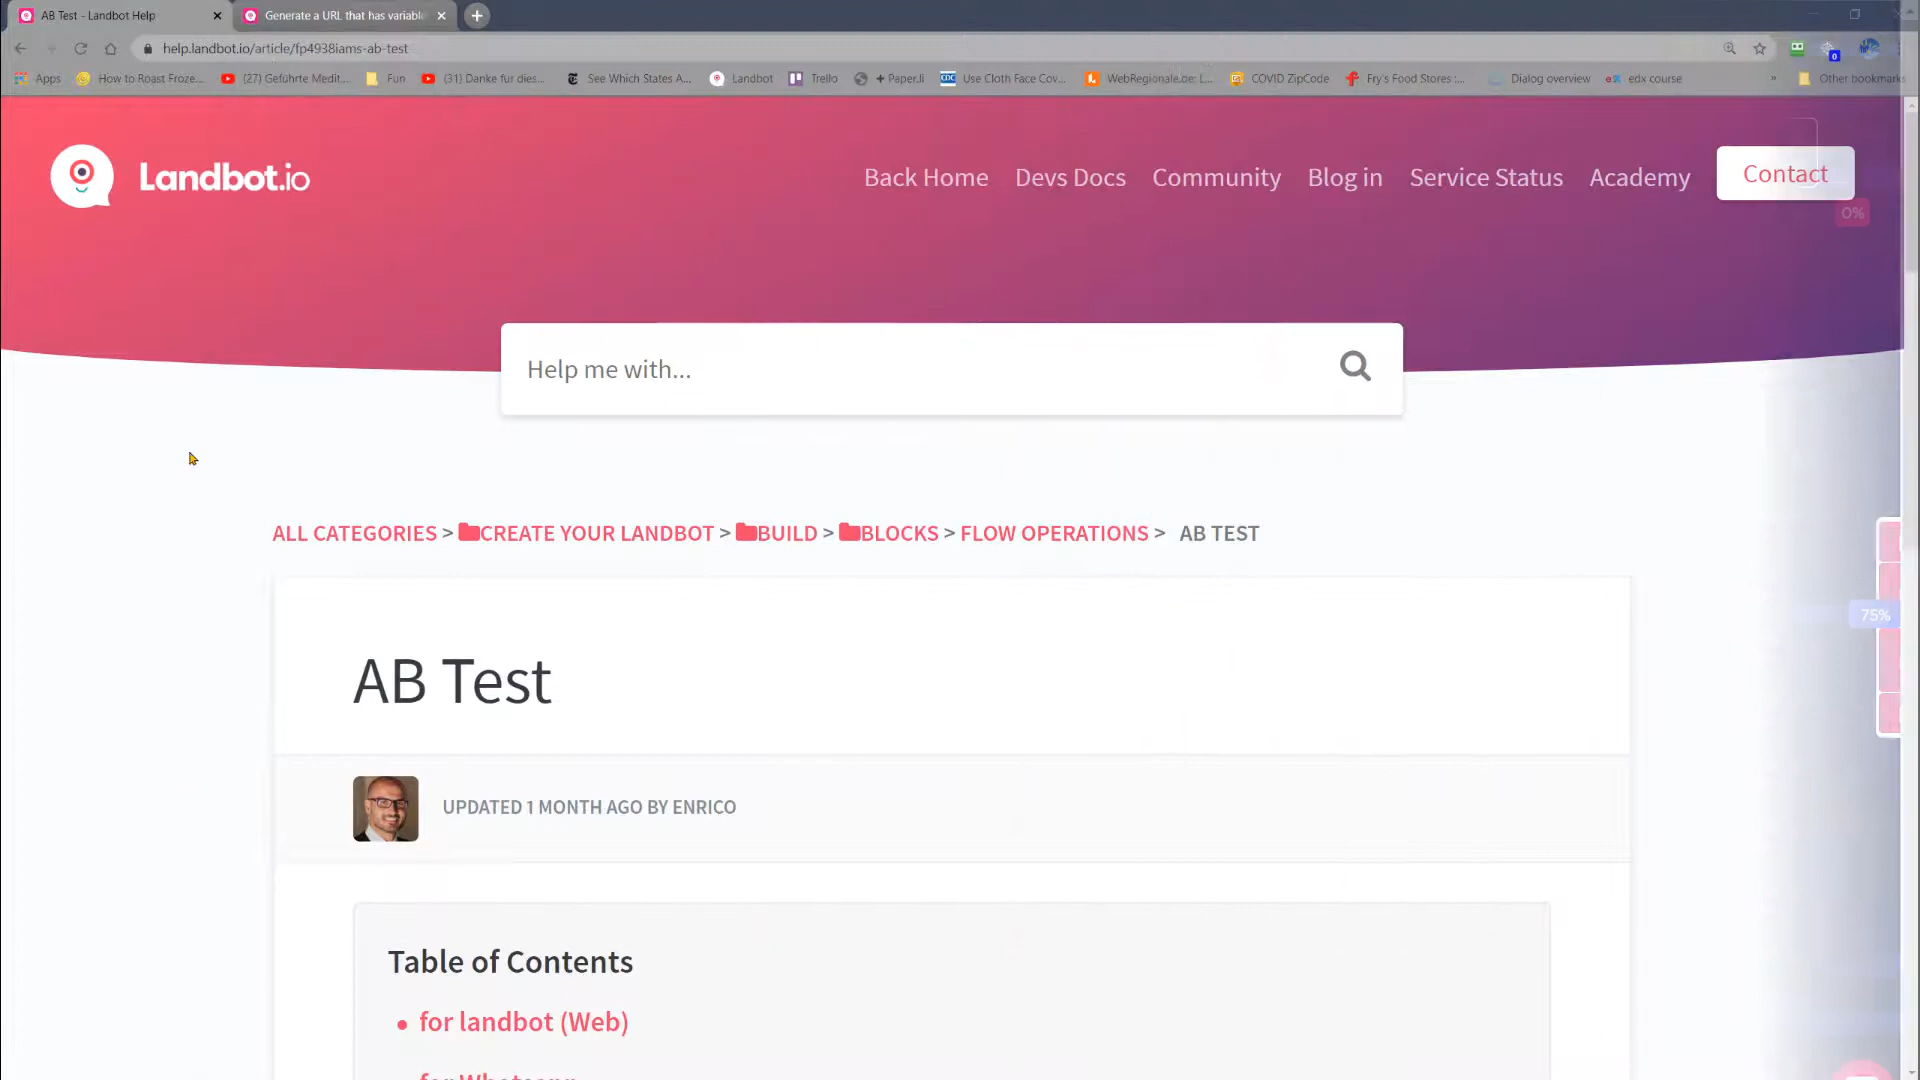 AB Test - Landbot Help
Generate a URL that has variabl
help.landbot.io/article/fp4938iams-ab-test
Apps How to Roast Froze... (27) Geführte Medit... Fun (31) Danke fur dies... See Which States A... Landbot Trello + Paper.li Use Cloth Face Cov... WebRegionale.de: L... COVID ZipCode Fry's Food Stores :... Dialog overview edx course » Other bookmarks
Landbot.io
Back Home Devs Docs Community Blog in Service Status Academy Contact
0%
Help me with...
ALL CATEGORIES > CREATE YOUR LANDBOT > BUILD > BLOCKS > FLOW OPERATIONS > AB TEST
75%
AB Test
UPDATED 1 MONTH AGO BY ENRICO
Table of Contents
• for landbot (Web)
for Whatsapp